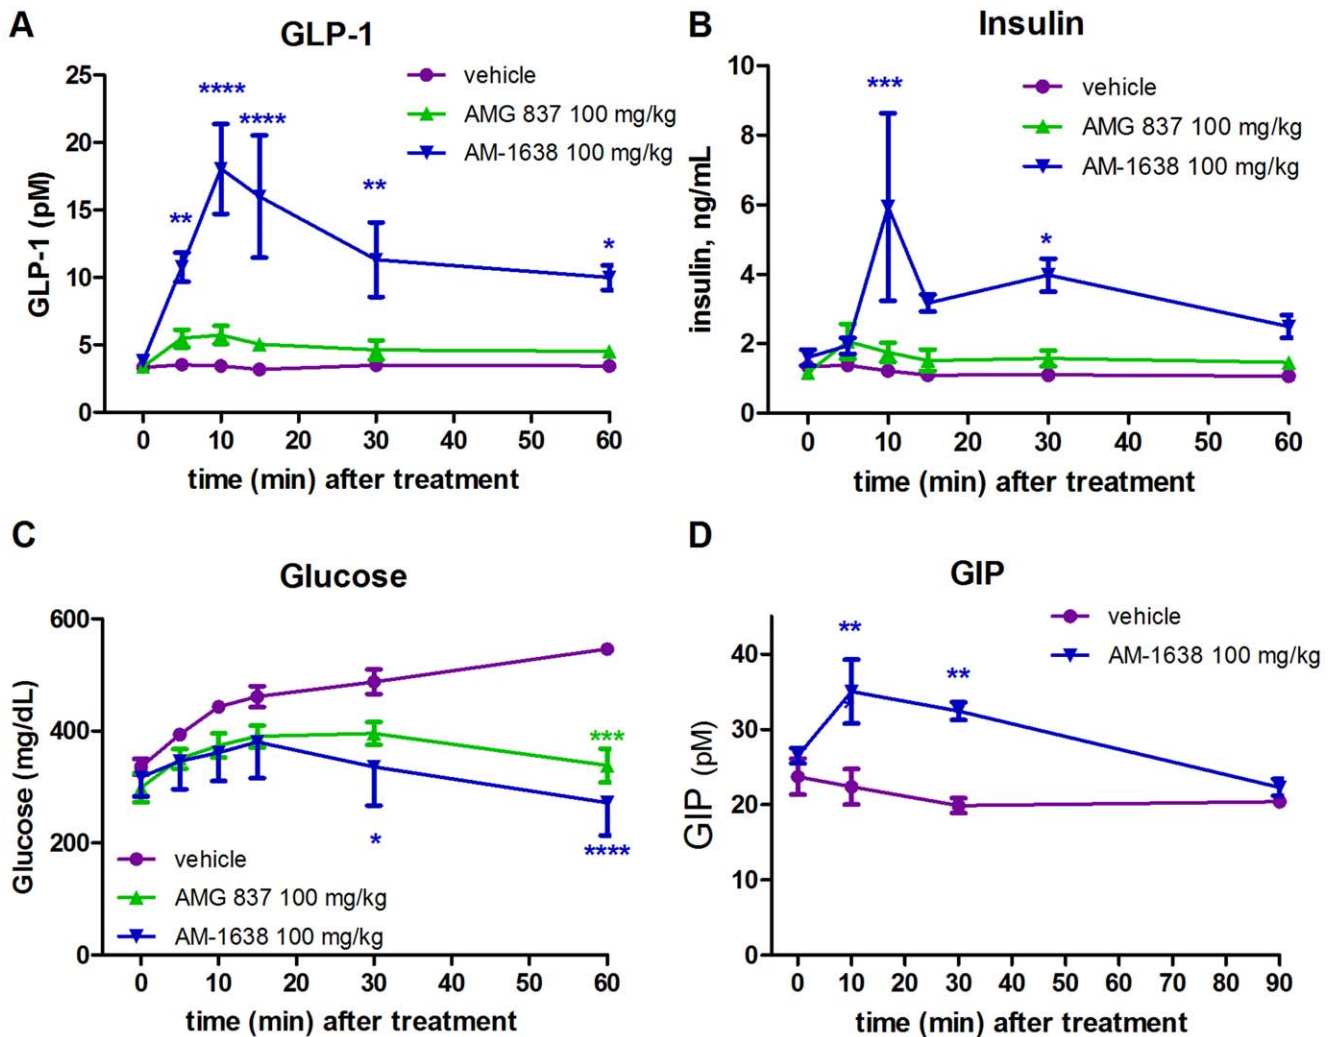 A
GLP-1
25
20
15
10
5
0
GLP-1 (pM)
****
****
**
**
*
vehicle
AMG 837 100 mg/kg
AM-1638 100 mg/kg
0 10 20 30 40 50 60
time (min) after treatment
B
Insulin
10
8
6
4
2
0
insulin, ng/mL
***
*
vehicle
AMG 837 100 mg/kg
AM-1638 100 mg/kg
0 10 20 30 40 50 60
time (min) after treatment
C
Glucose
600
400
200
0
Glucose (mg/dL)
***
*
****
vehicle
AMG 837 100 mg/kg
AM-1638 100 mg/kg
0 10 20 30 40 50 60
time (min) after treatment
D
GIP
40
30
20
10
0
GIP (pM)
**
**
vehicle
AM-1638 100 mg/kg
0 10 20 30 40 50 60 70 80 90
time (min) after treatment